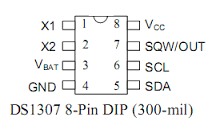 X1 1 8 VCC
X2 2 7 SQW/OUT
VBAT 3 6 SCL
GND 4 5 SDA
DS1307 8-Pin DIP (300-mil)